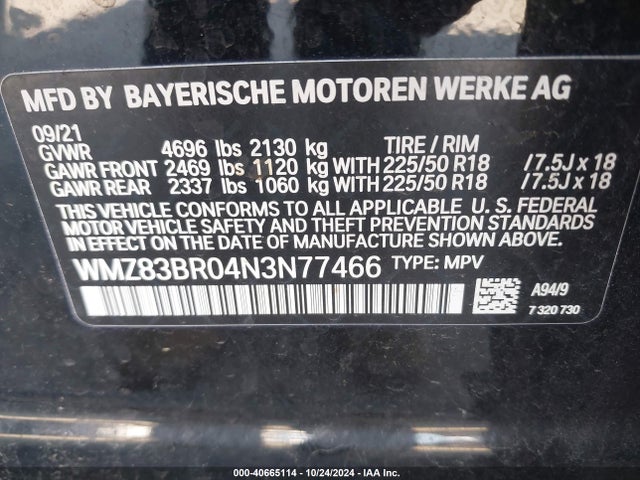 MFD BY BAYERISCHE MOTOREN WERKE AG
09/21
GVWR 4696 lbs 2130 kg TIRE / RIM
GAWR FRONT 2469 lbs 1120 kg WITH 225/50 R18 /7.5J x 18
GAWR REAR 2337 lbs 1060 kg WITH 225/50 R18 /7.5J x 18
THIS VEHICLE CONFORMS TO ALL APPLICABLE U. S. FEDERAL
MOTOR VEHICLE SAFETY AND THEFT PREVENTION STANDARDS
IN EFFECT ON THE DATE OF MANUFACTURE SHOWN ABOVE.
WMZ83BR04N3N77466 TYPE: MPV
A94/9
7 320 730
000-40665114 - 10/24/2024 - IAA Inc.